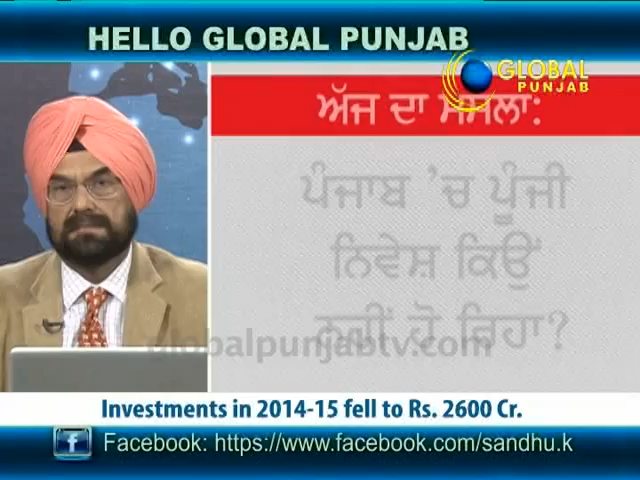 HELLO GLOBAL PUNJAB
GLOBAL
PUNJAB
ਅੱਜ ਦਾ ਮਸਲਾ:
ਪੰਜਾਬ 'ਚ ਪੂੰਜੀ
ਨਿਵੇਸ਼ ਕਿਉਂ
ਨਹੀਂ ਹੋ ਰਿਹਾ?
globalpunjabtv.com
Investments in 2014-15 fell to Rs. 2600 Cr.
f Facebook: https://www.facebook.com/sandhu.k